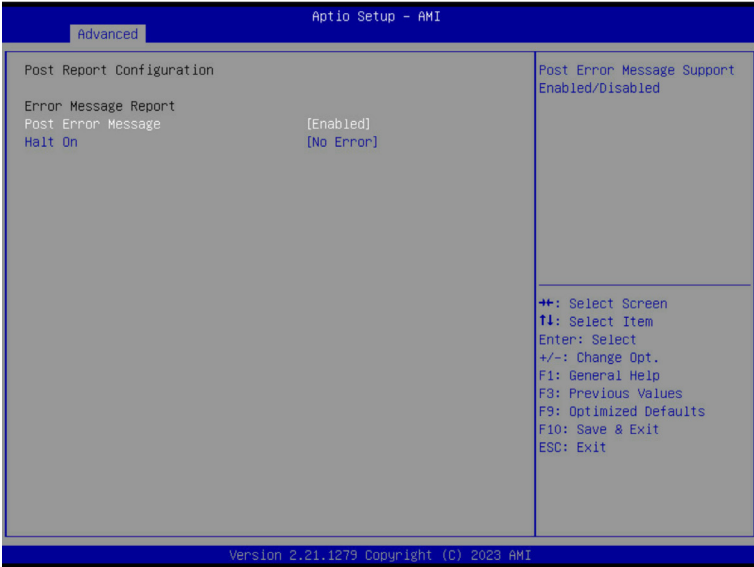 Aptio Setup - AMI
Advanced
Post Report Configuration
Error Message Report
Post Error Message [Enabled]
Halt On [No Error]
Post Error Message Support
Enabled/Disabled
→←: Select Screen
↑↓: Select Item
Enter: Select
+/-: Change Opt.
F1: General Help
F3: Previous Values
F9: Optimized Defaults
F10: Save & Exit
ESC: Exit
Version 2.21.1279 Copyright (C) 2023 AMI